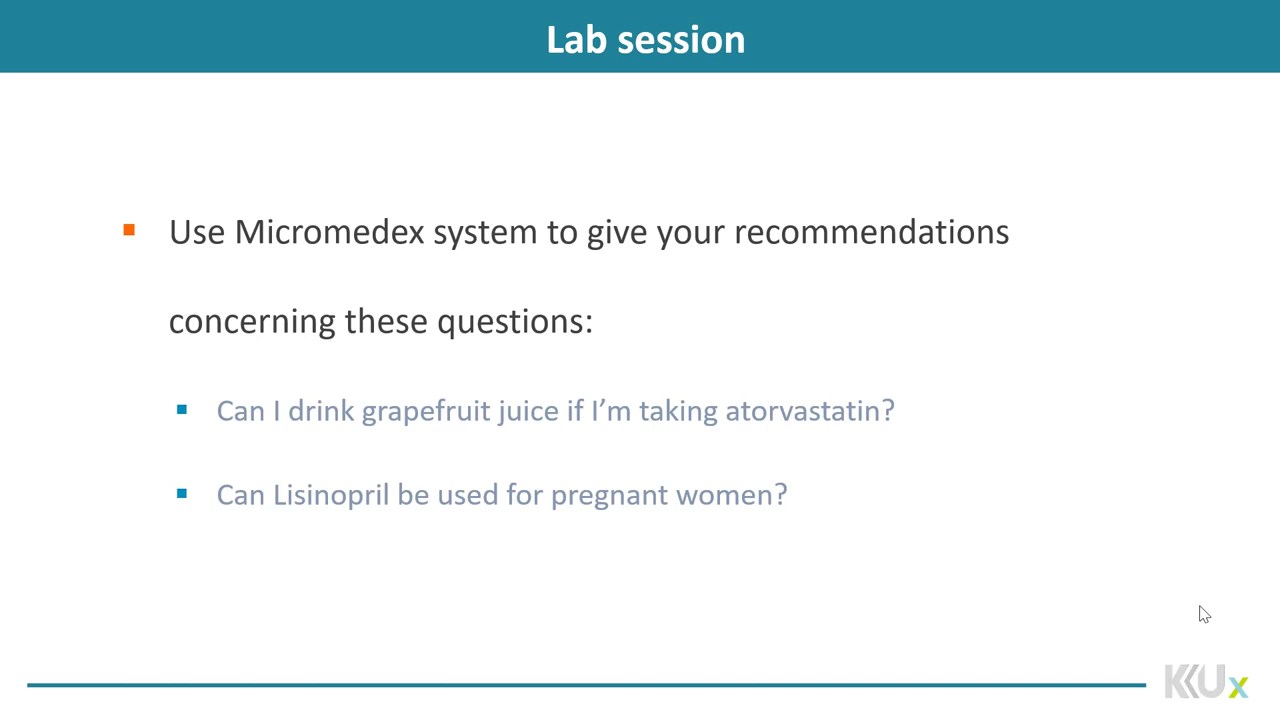 Lab session
Use Micromedex system to give your recommendations
concerning these questions:
Can I drink grapefruit juice if I’m taking atorvastatin?
Can Lisinopril be used for pregnant women?
KKUx